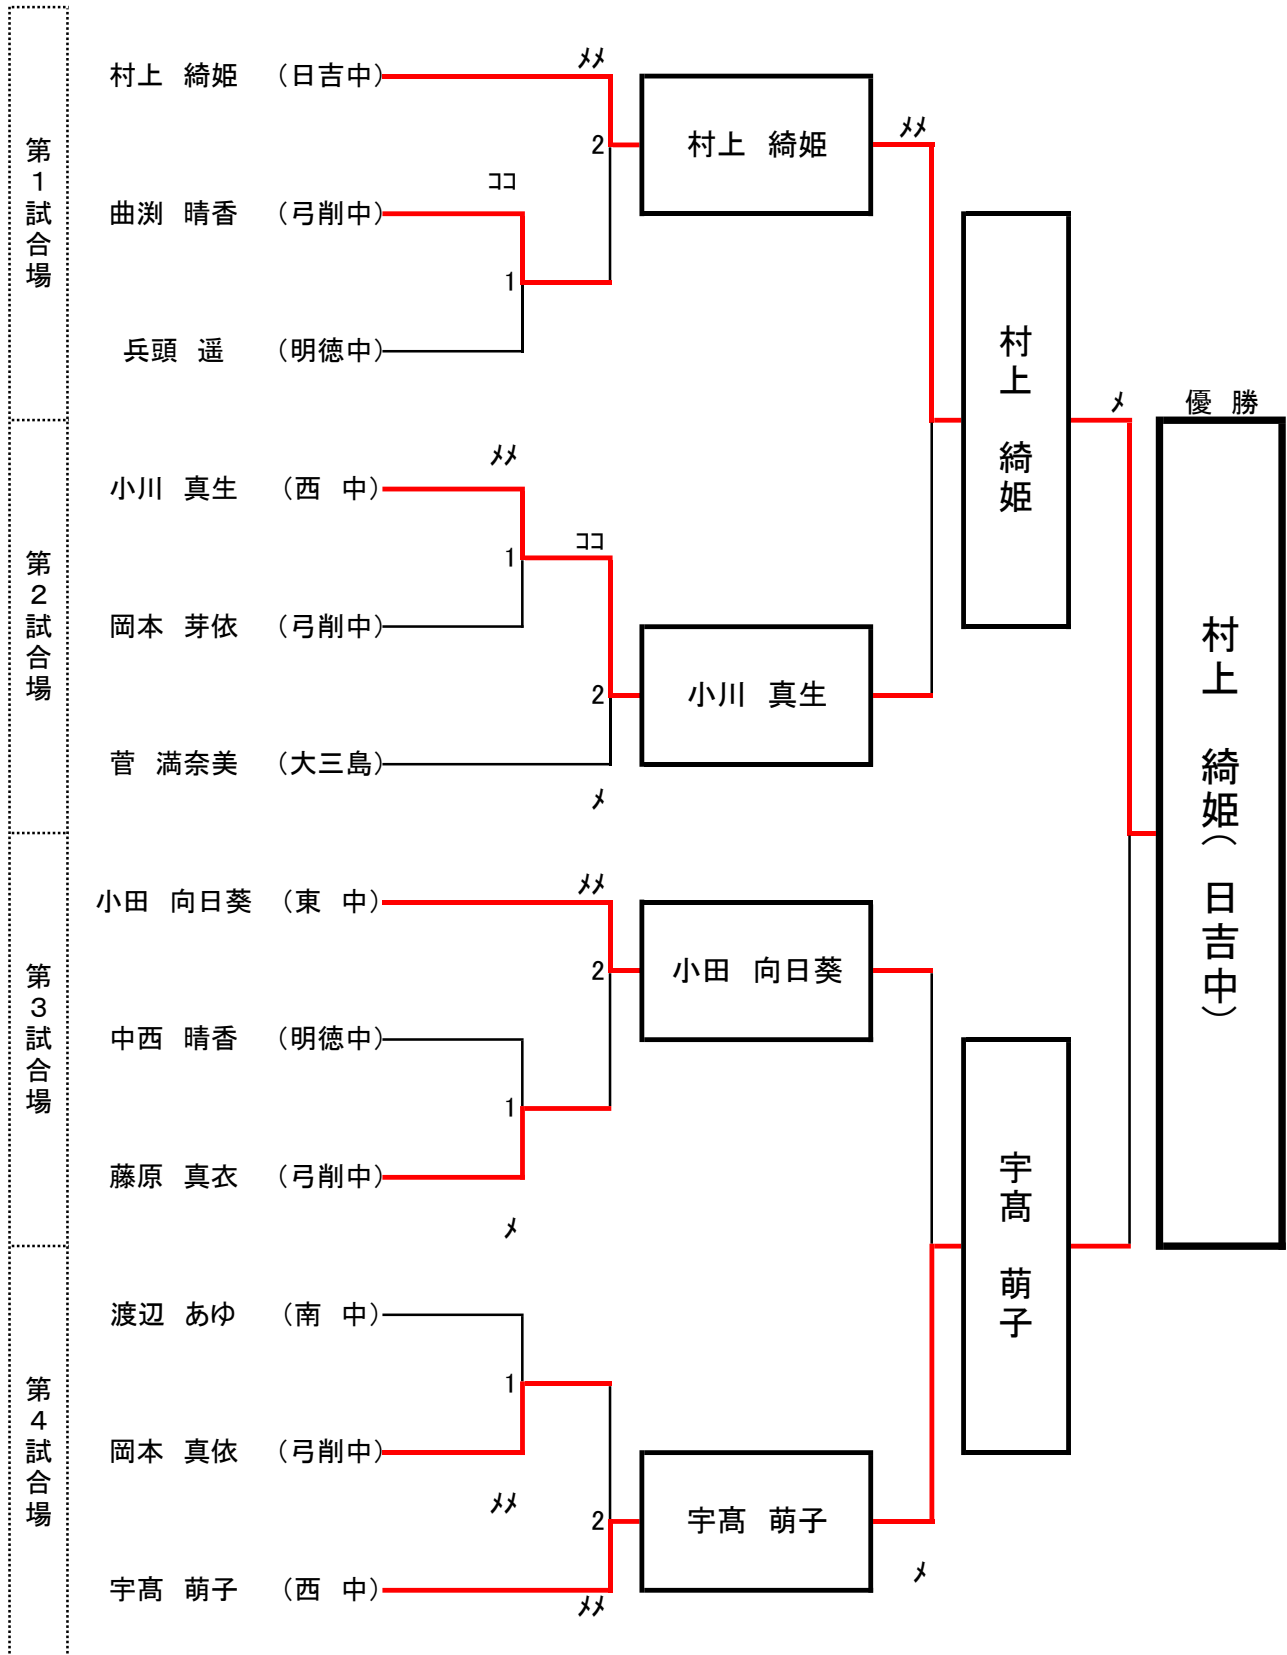 第１試合場
村上 綺姫 （日吉中）
ﾒﾒ
2
曲渕 晴香 （弓削中）
ココ
1
兵頭 遥 （明徳中）
村上 綺姫
ﾒﾒ
第２試合場
小川 真生 （西 中）
ﾒﾒ
1
岡本 芽依 （弓削中）
ココ
2
菅 満奈美 （大三島）
ﾒ
小川 真生
村上 綺姫
ﾒ
第３試合場
小田 向日葵 （東 中）
ﾒﾒ
2
中西 晴香 （明徳中）
1
藤原 真衣 （弓削中）
ﾒ
小田 向日葵
第４試合場
渡辺 あゆ （南 中）
1
岡本 真依 （弓削中）
ﾒﾒ
2
宇髙 萌子 （西 中）
ﾒﾒ
宇髙 萌子
ﾒ
宇髙 萌子
優 勝
村上 綺姫（日吉中）